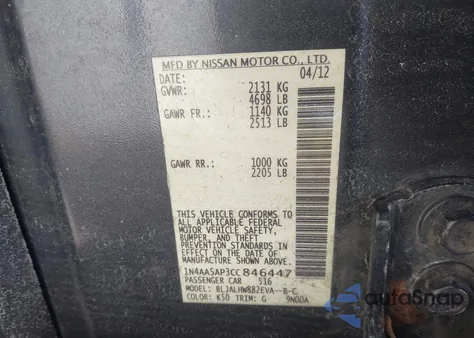 MFD BY NISSAN MOTOR CO., LTD.
DATE: 04/12
GVWR: 2131 KG
4698 LB
GAWR FR.: 1140 KG
2513 LB
GAWR RR.: 1000 KG
2205 LB
THIS VEHICLE CONFORMS TO
ALL APPLICABLE FEDERAL
MOTOR VEHICLE SAFETY,
BUMPER, AND THEFT
PREVENTION STANDARDS IN
EFFECT ON THE DATE OF
MANUFACTURE SHOWN ABOVE.
1N4AA5AP3CC846447
PASSENGER CAR 516
MODEL: BLJALHW882EVA--B-C
COLOR: K50 TRIM: G 9N00A
autoSnap